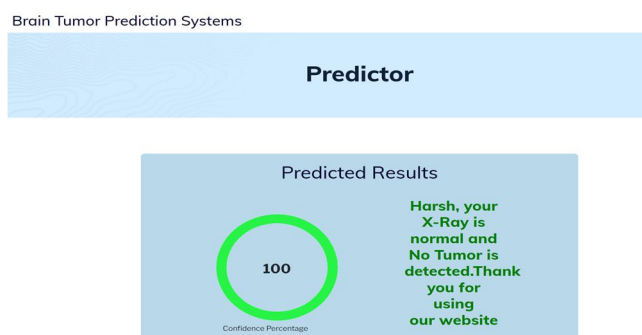 Brain Tumor Prediction Systems
Predictor
Predicted Results
100
Confidence Percentage
Harsh, your
X-Ray is
normal and
No Tumor is
detected.Thank
you for
using
our website